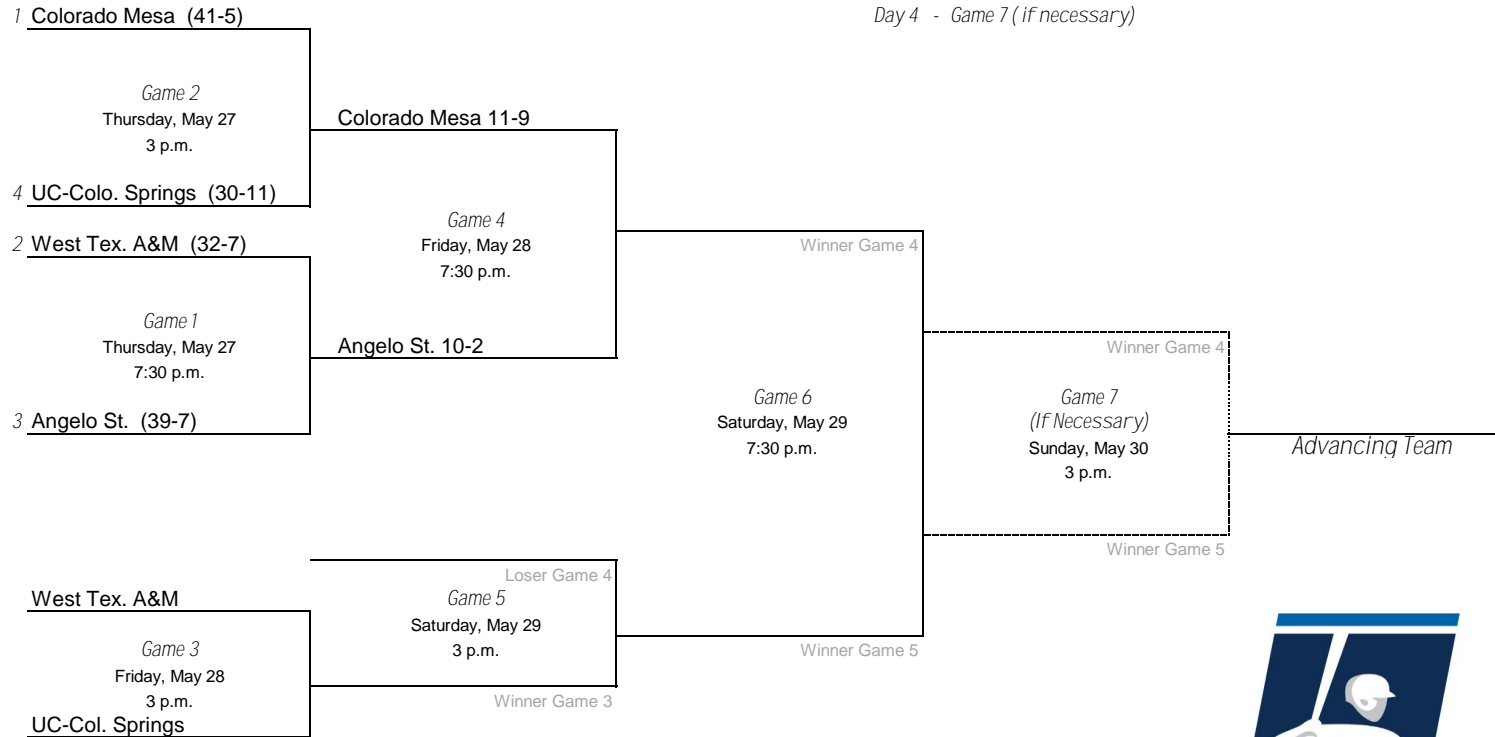 1 Colorado Mesa (41-5)
Day 4 - Game 7 ( if necessary)
Game 2
Thursday, May 27
3 p.m.
Colorado Mesa 11-9
4 UC-Colo. Springs (30-11)
Game 4
Friday, May 28
7:30 p.m.
2 West Tex. A&M (32-7)
Winner Game 4
Game 1
Thursday, May 27
7:30 p.m.
Angelo St. 10-2
Winner Game 4
3 Angelo St. (39-7)
Game 6
Saturday, May 29
7:30 p.m.
Game 7
(If Necessary)
Sunday, May 30
3 p.m.
Advancing Team
Winner Game 5
Loser Game 4
West Tex. A&M
Game 5
Saturday, May 29
3 p.m.
Winner Game 5
Game 3
Friday, May 28
3 p.m.
Winner Game 3
UC-Col. Springs